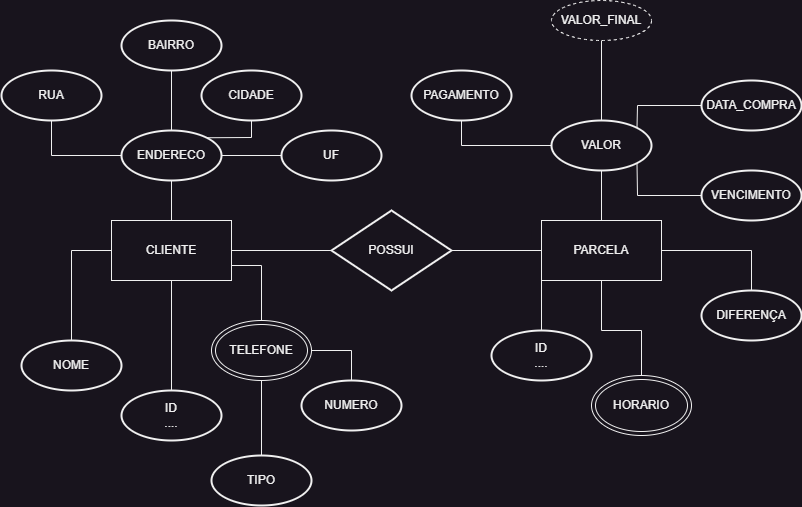 VALOR_FINAL
BAIRRO
RUA
CIDADE
PAGAMENTO
DATA_COMPRA
ENDERECO
UF
VALOR
VENCIMENTO
CLIENTE
POSSUI
PARCELA
DIFERENÇA
TELEFONE
ID
....
NOME
ID
....
NUMERO
HORARIO
TIPO